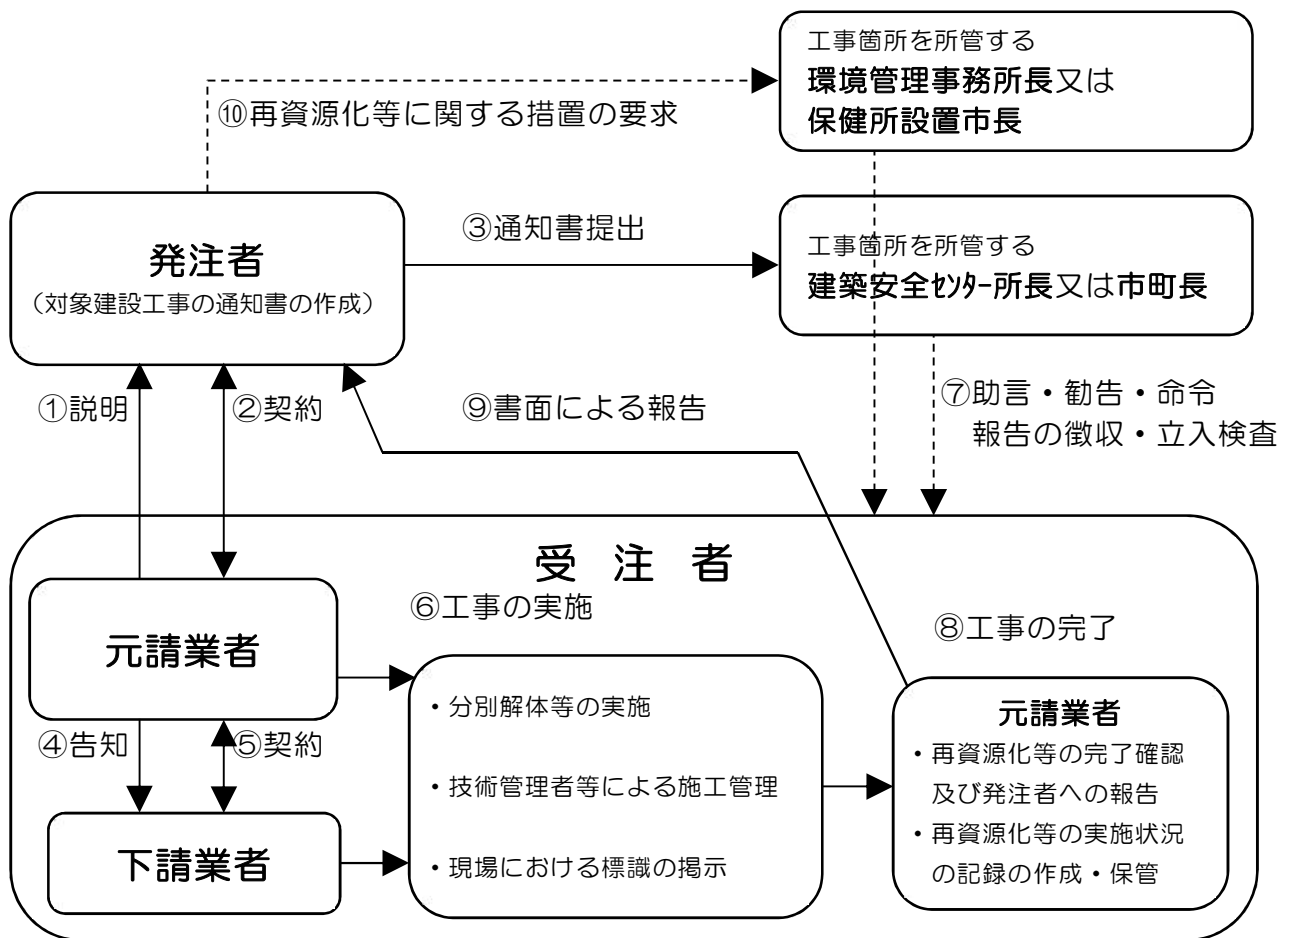 工事箇所を所管する
環境管理事務所長又は
保健所設置市長
⑩再資源化等に関する措置の要求
発注者
（対象建設工事の通知書の作成）
③通知書提出
工事箇所を所管する
建築安全ｾﾝﾀｰ所長又は市町長
①説明
②契約
⑨書面による報告
⑦助言・勧告・命令
報告の徴収・立入検査
受 注 者
⑥工事の実施
⑧工事の完了
元請業者
④告知
⑤契約
下請業者
・分別解体等の実施
・技術管理者等による施工管理
・現場における標識の掲示
元請業者
・再資源化等の完了確認
及び発注者への報告
・再資源化等の実施状況
の記録の作成・保管